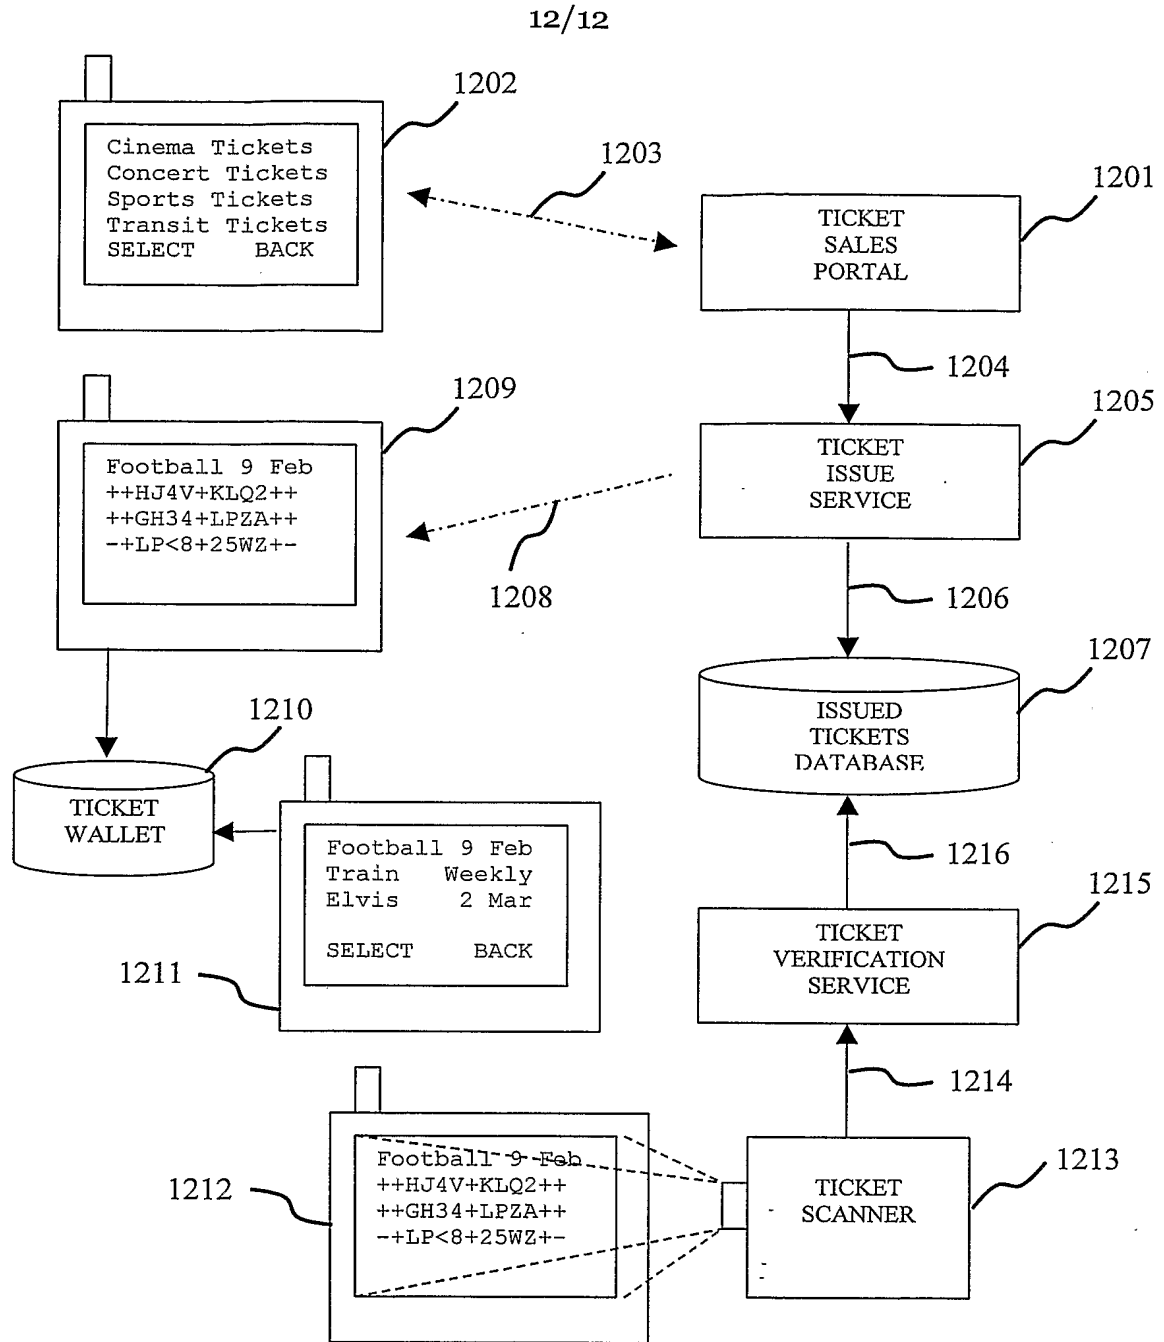 12/12
1202
Cinema Tickets
Concert Tickets
Sports Tickets
Transit Tickets
SELECT BACK
1203
1201
TICKET
SALES
PORTAL
1204
1209
Football 9 Feb
++HJ4V+KLQ2++
++GH34+LPZA++
-+LP<8+25WZ+-
1208
1205
TICKET
ISSUE
SERVICE
1206
1207
ISSUED
TICKETS
DATABASE
1210
TICKET
WALLET
Football 9 Feb
Train Weekly
Elvis 2 Mar
SELECT BACK
1211
1216
1215
TICKET
VERIFICATION
SERVICE
1214
1212
Football 9 Feb
++HJ4V+KLQ2++
++GH34+LPZA++
-+LP<8+25WZ+-
1213
TICKET
SCANNER